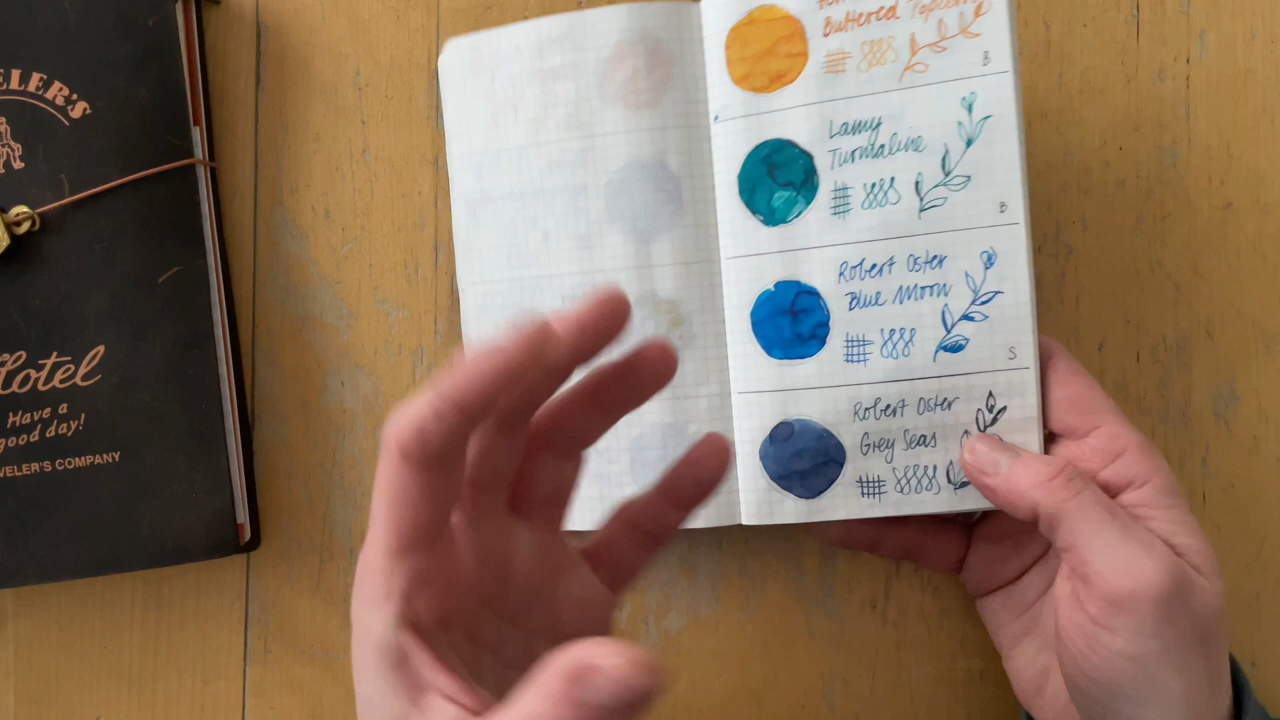 ELER'S
Hotel
Have a
good day!
VELER'S COMPANY
Buttered
B
Lamy
Turmaline
B
Robert Oster
Blue Moon
S
Robert Oster
Grey Seas